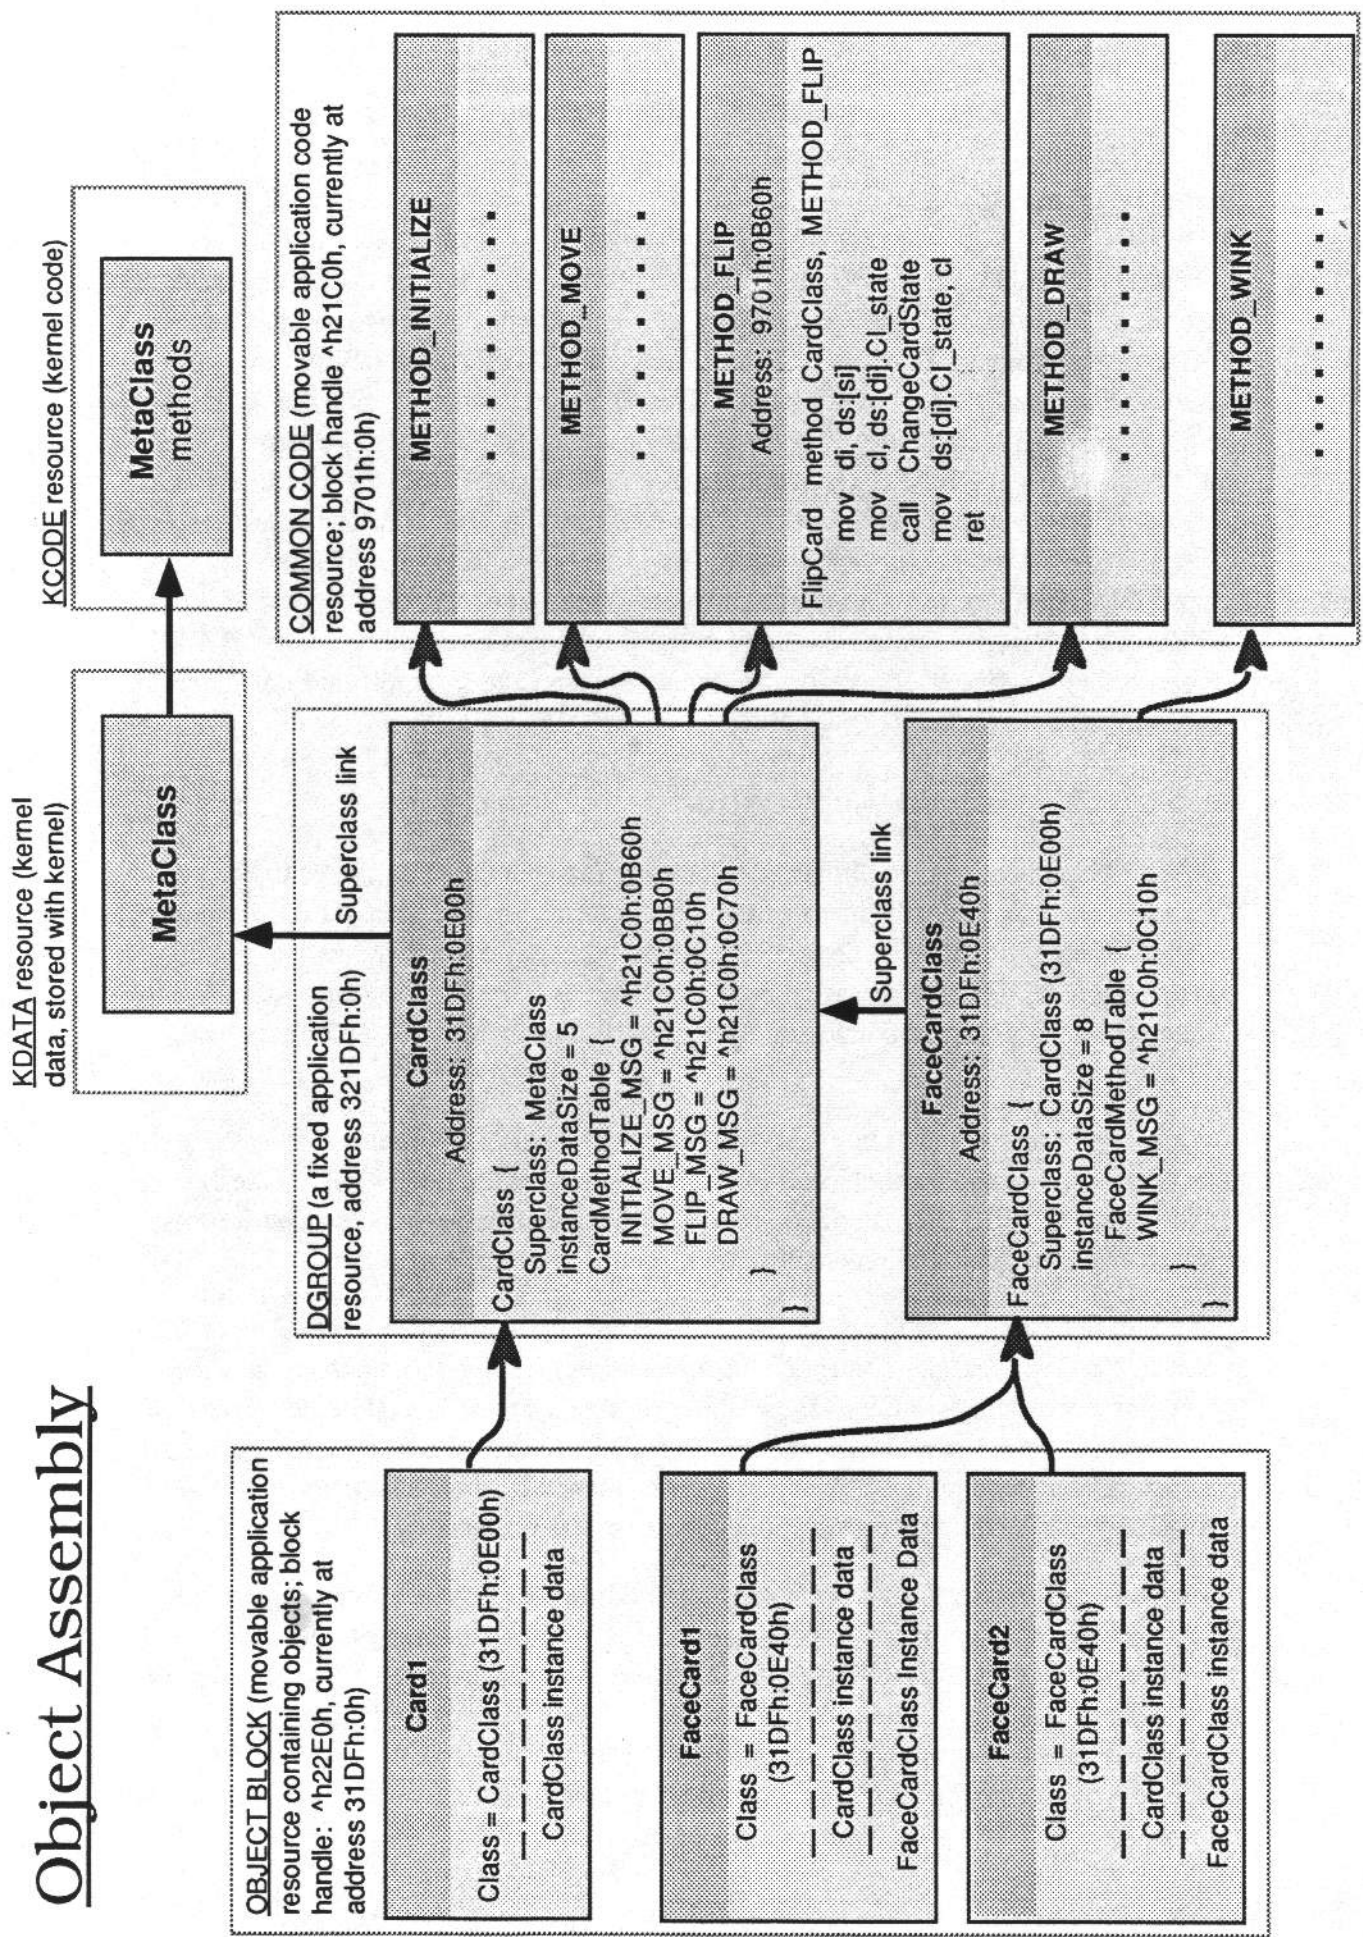 Object Assembly
KDATA resource (kernel
data, stored with kernel)
MetaClass
KCODE resource (kernel code)
MetaClass
methods
OBJECT BLOCK (movable application
resource containing objects; block
handle: ^h22E0h, currently at
address 31DFh:0h)
Card1
Class = CardClass (31DFh:0E00h)
CardClass instance data
FaceCard1
Class = FaceCardClass
(31DFh:0E40h)
CardClass instance data
FaceCardClass Instance Data
FaceCard2
Class = FaceCardClass
(31DFh:0E40h)
CardClass instance data
FaceCardClass instance data
DGROUP (a fixed application
resource, address 321DFh:0h)
Superclass link
CardClass
Address: 31DFh:0E00h
CardClass {
Superclass: MetaClass
instanceDataSize = 5
CardMethodTable {
INITIALIZE_MSG = ^h21C0h:0B60h
MOVE_MSG = ^h21C0h:0BB0h
FLIP_MSG = ^h21C0h:0C10h
DRAW_MSG = ^h21C0h:0C70h
}
}
Superclass link
FaceCardClass
Address: 31DFh:0E40h
FaceCardClass {
Superclass: CardClass (31DFh:0E00h)
instanceDataSize = 8
FaceCardMethodTable {
WINK_MSG = ^h21C0h:0C10h
}
}
COMMON CODE (movable application code
resource; block handle ^h21C0h, currently at
address 9701h:0h)
METHOD_INITIALIZE
. . . . . . . . . .
METHOD_MOVE
. . . . . . . . . .
METHOD_FLIP
Address: 9701h:0B60h
FlipCard method CardClass, METHOD_FLIP
mov di, ds:[si]
mov cl, ds:[di].CI_state
call ChangeCardState
mov ds:[di].CI_state, cl
ret
METHOD_DRAW
. . . . . . . . . .
METHOD_WINK
. . . . . . . . . .